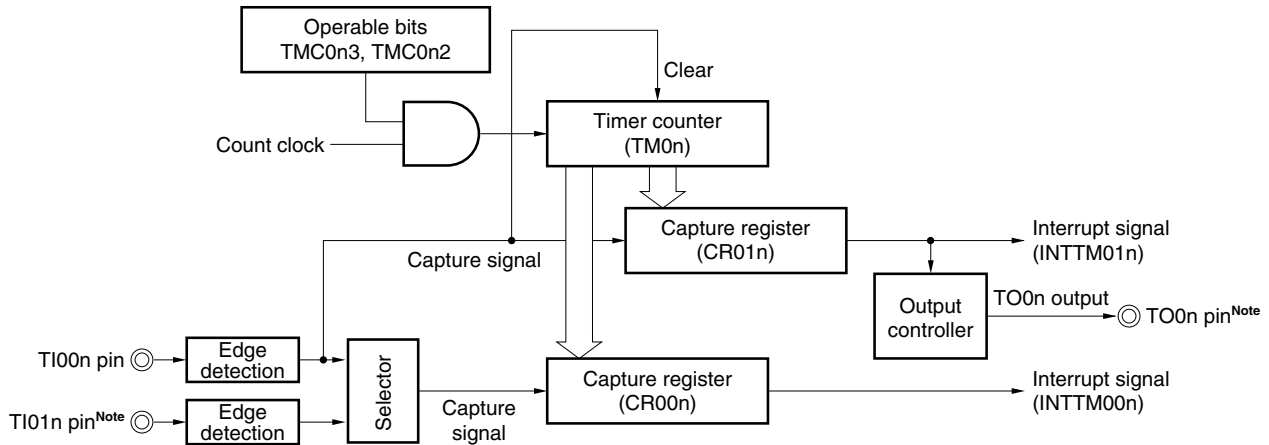 Operable bits
TMC0n3, TMC0n2
Clear
Timer counter
(TM0n)
Count clock
Capture register
(CR01n)
Interrupt signal
(INTTM01n)
Capture signal
Output
controller
TO0n output
TO0n pinNote
TI00n pin
Edge
detection
Selector
Capture register
(CR00n)
Interrupt signal
(INTTM00n)
Capture
signal
TI01n pinNote
Edge
detection